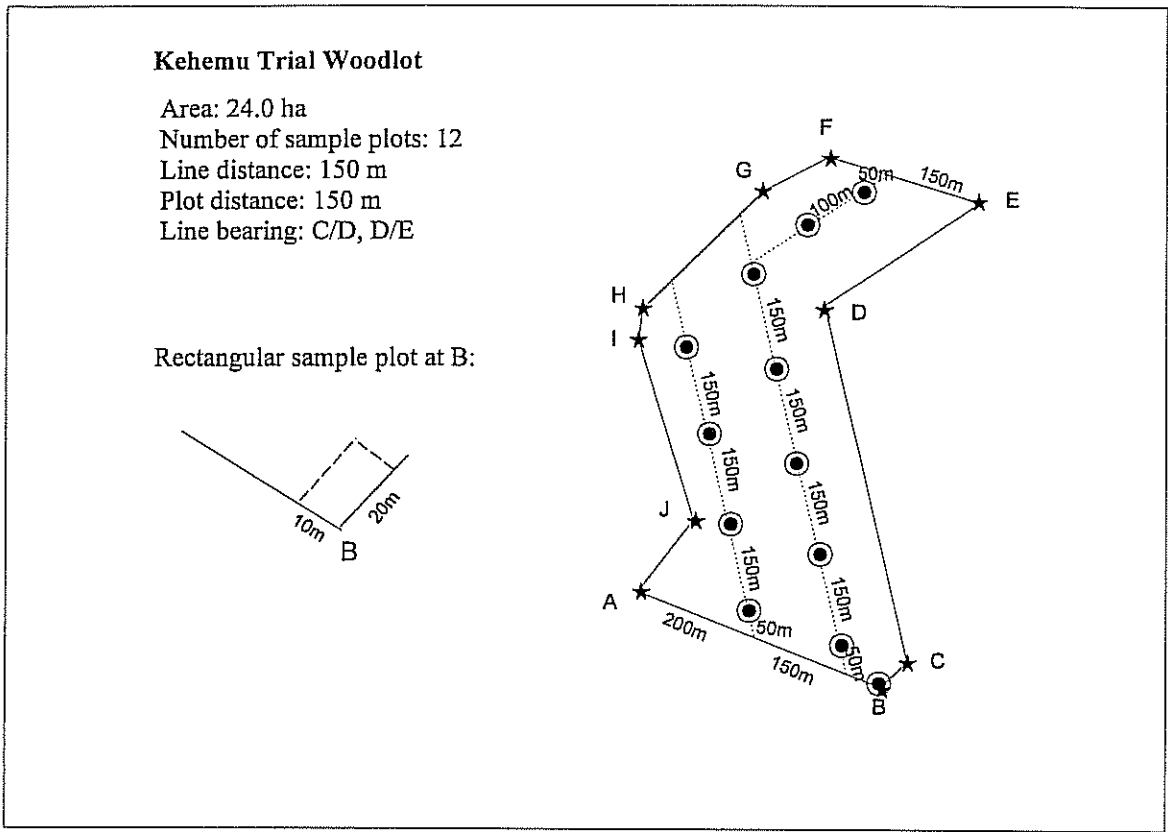 Kehemu Trial Woodlot
Area: 24.0 ha
Number of sample plots: 12
Line distance: 150 m
Plot distance: 150 m
Line bearing: C/D, D/E
Rectangular sample plot at B:
10m
20m
B
F
G
50m
150m
E
100m
H
I
D
150m
150m
150m
150m
150m
J
150m
150m
A
200m
50m
150m
50m
C
B